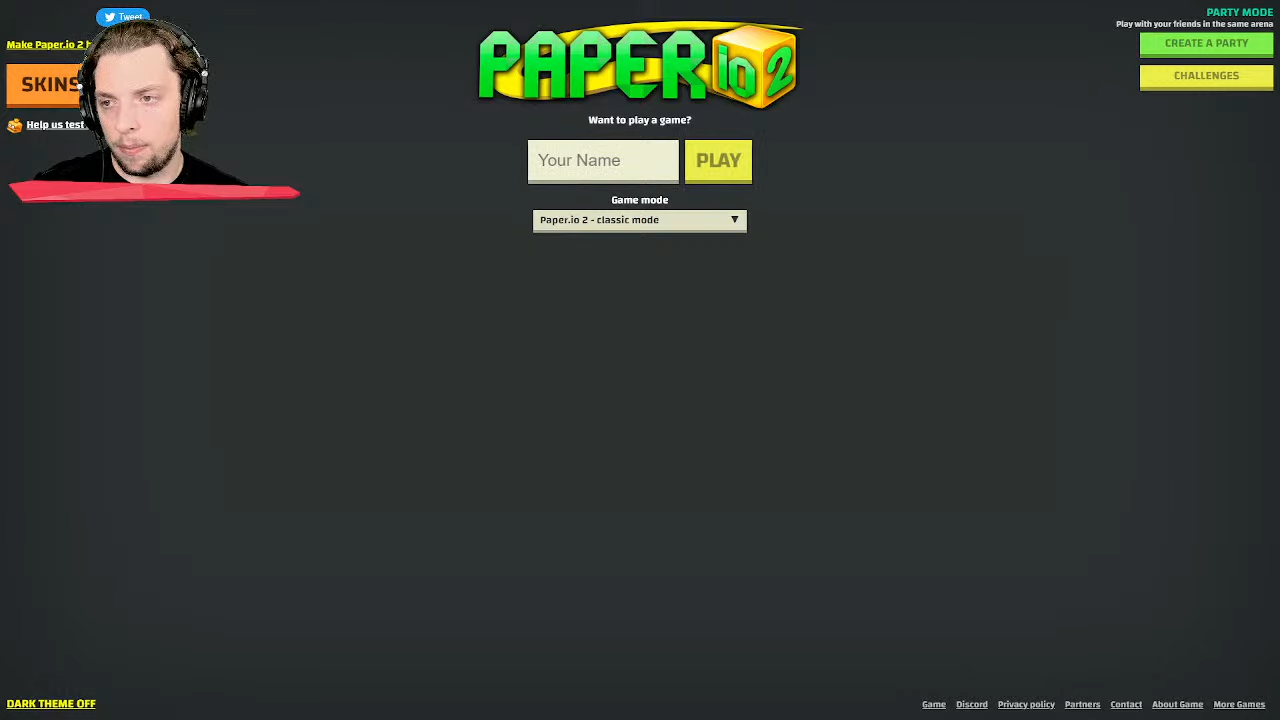 Tweet
Make Paper.io 2 b
SKINS
Help us test
PAPER io 2
Want to play a game?
Your Name
PLAY
Game mode
Paper.io 2 - classic mode
PARTY MODE
Play with your friends in the same arena
CREATE A PARTY
CHALLENGES
DARK THEME OFF
Game
Discord
Privacy policy
Partners
Contact
About Game
More Games